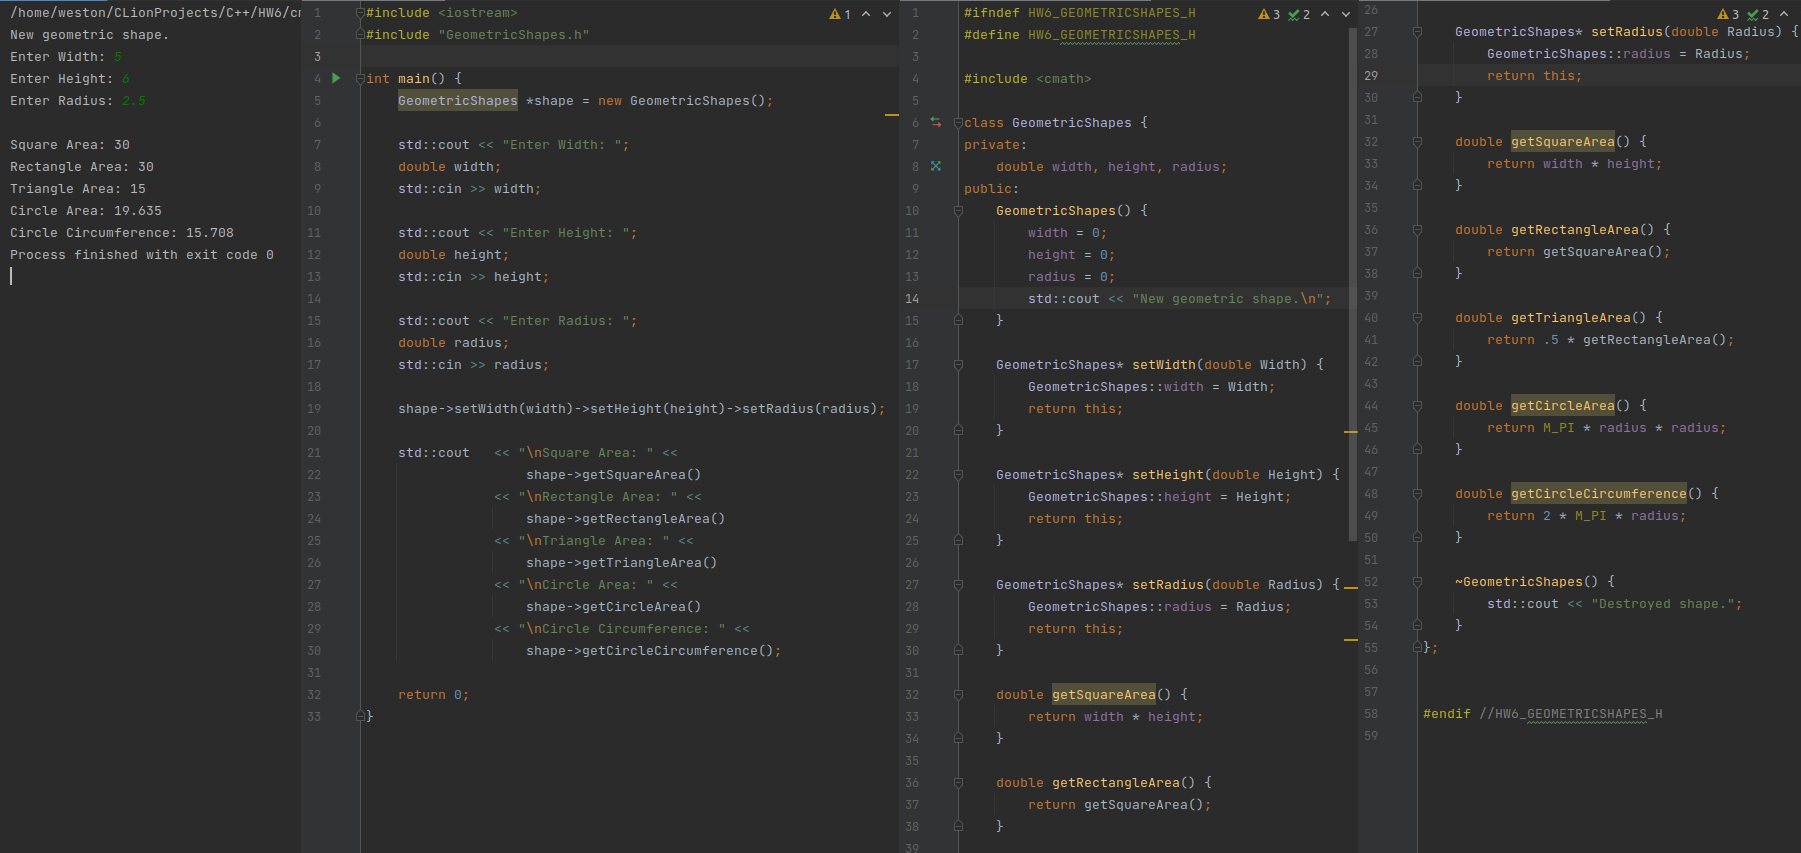 /home/weston/CLionProjects/C++/HW6/c
New geometric shape.
Enter Width: 5
Enter Height: 6
Enter Radius: 2.5
Square Area: 30
Rectangle Area: 30
Triangle Area: 15
Circle Area: 19.635
Circle Circumference: 15.708
Process finished with exit code 0
1
1 #include <iostream>
2 #include "GeometricShapes.h"
3
4 int main() {
5 GeometricShapes *shape = new GeometricShapes();
6
7 std::cout << "Enter Width: ";
8 double width;
9 std::cin >> width;
10
11 std::cout << "Enter Height: ";
12 double height;
13 std::cin >> height;
14
15 std::cout << "Enter Radius: ";
16 double radius;
17 std::cin >> radius;
18
19 shape->setWidth(width)->setHeight(height)->setRadius(radius);
20
21 std::cout << "\nSquare Area: " <<
22 shape->getSquareArea()
23 << "\nRectangle Area: " <<
24 shape->getRectangleArea()
25 << "\nTriangle Area: " <<
26 shape->getTriangleArea()
27 << "\nCircle Area: " <<
28 shape->getCircleArea()
29 << "\nCircle Circumference: " <<
30 shape->getCircleCircumference();
31
32 return 0;
33 }
3 2
1 #ifndef HW6_GEOMETRICSHAPES_H
2 #define HW6_GEOMETRICSHAPES_H
3
4 #include <cmath>
5
6 class GeometricShapes {
7 private:
8 double width, height, radius;
9 public:
10 GeometricShapes() {
11 width = 0;
12 height = 0;
13 radius = 0;
14 std::cout << "New geometric shape.\n";
15 }
16
17 GeometricShapes* setWidth(double Width) {
18 GeometricShapes::width = Width;
19 return this;
20 }
21
22 GeometricShapes* setHeight(double Height) {
23 GeometricShapes::height = Height;
24 return this;
25 }
26
27 GeometricShapes* setRadius(double Radius) {
28 GeometricShapes::radius = Radius;
29 return this;
30 }
31
32 double getSquareArea() {
33 return width * height;
34 }
35
36 double getRectangleArea() {
37 return getSquareArea();
38 }
39
3 2
26
27 GeometricShapes* setRadius(double Radius) {
28 GeometricShapes::radius = Radius;
29 return this;
30 }
31
32 double getSquareArea() {
33 return width * height;
34 }
35
36 double getRectangleArea() {
37 return getSquareArea();
38 }
39
40 double getTriangleArea() {
41 return .5 * getRectangleArea();
42 }
43
44 double getCircleArea() {
45 return M_PI * radius * radius;
46 }
47
48 double getCircleCircumference() {
49 return 2 * M_PI * radius;
50 }
51
52 ~GeometricShapes() {
53 std::cout << "Destroyed shape.";
54 }
55 };
56
57
58 #endif //HW6_GEOMETRICSHAPES_H
59